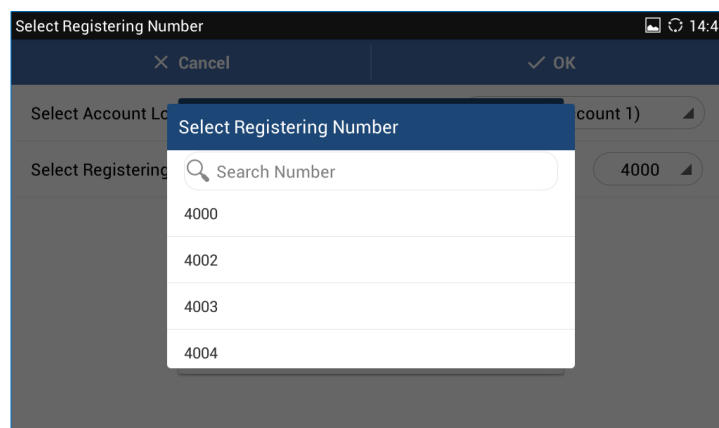 Select Registering Number
14:4
Cancel
OK
Select Account Lo
count 1)
Select Registering Number
Select Registering
4000
Search Number
4000
4002
4003
4004